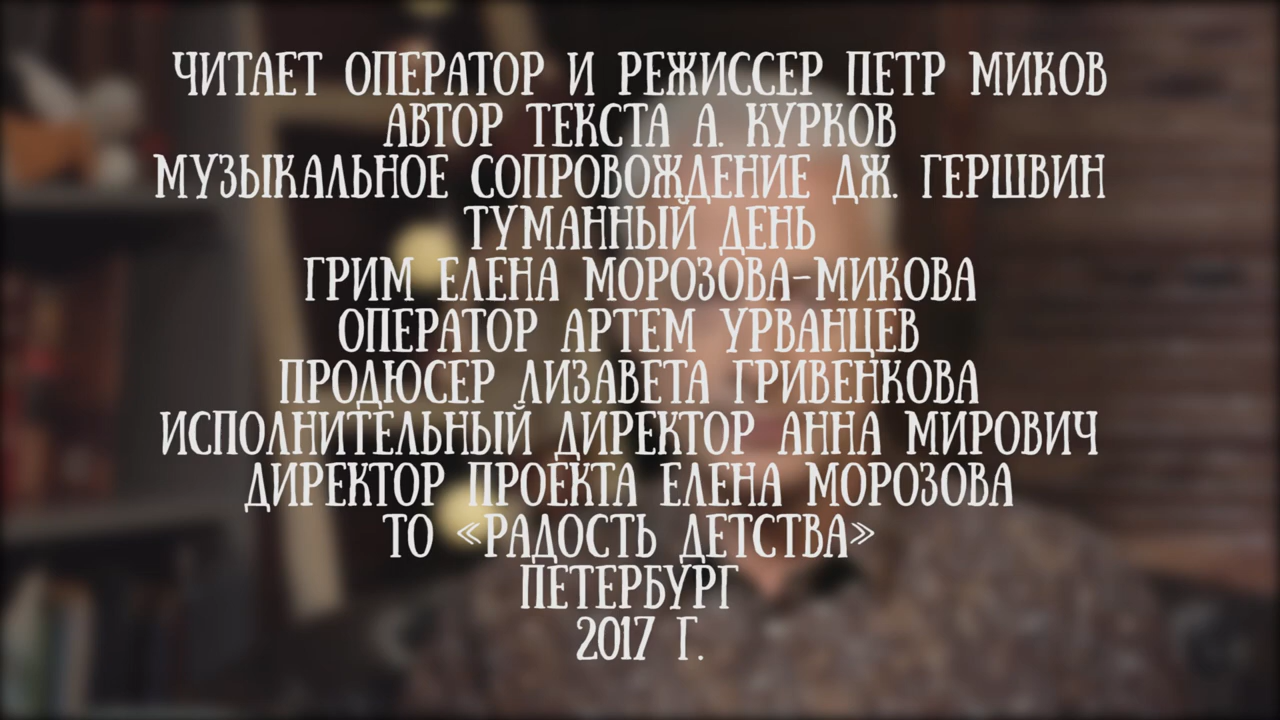 ЧИТАЕТ ОПЕРАТОР И РЕЖИССЕР ПЕТР МИКОВ
АВТОР ТЕКСТА А. КУРКОВ
МУЗЫКАЛЬНОЕ СОПРОВОЖДЕНИЕ ДЖ. ГЕРШВИН
ТУМАННЫЙ ДЕНЬ
ГРИМ ЕЛЕНА МОРОЗОВА-МИКОВА
ОПЕРАТОР АРТЕМ УРВАНЦЕВ
ПРОДЮСЕР ЛИЗАВЕТА ГРИВЕНКОВА
ИСПОЛНИТЕЛЬНЫЙ ДИРЕКТОР АННА МИРОВИЧ
ДИРЕКТОР ПРОЕКТА ЕЛЕНА МОРОЗОВА
ТО «РАДОСТЬ ДЕТСТВА»
ПЕТЕРБУРГ
2017 Г.